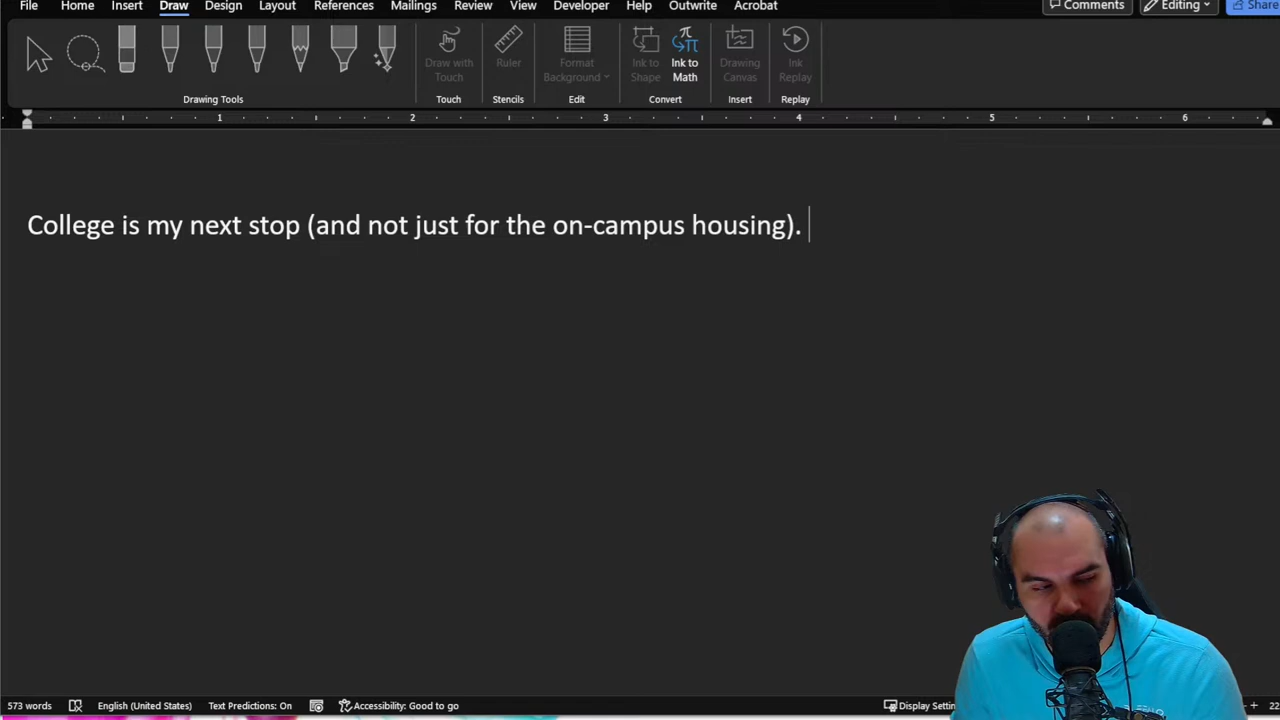 File Home Insert Draw Design Layout References Mailings Review View Developer Help Outwrite Acrobat Comments Editing Share
Draw with Touch
Ruler
Format Background
Ink to Shape
Ink to Math
Drawing Canvas
Ink Replay
Drawing Tools Touch Stencils Edit Convert Insert Replay
1 2 3 4 5 6
College is my next stop (and not just for the on-campus housing).
573 words English (United States) Text Predictions: On Accessibility: Good to go Display Setti